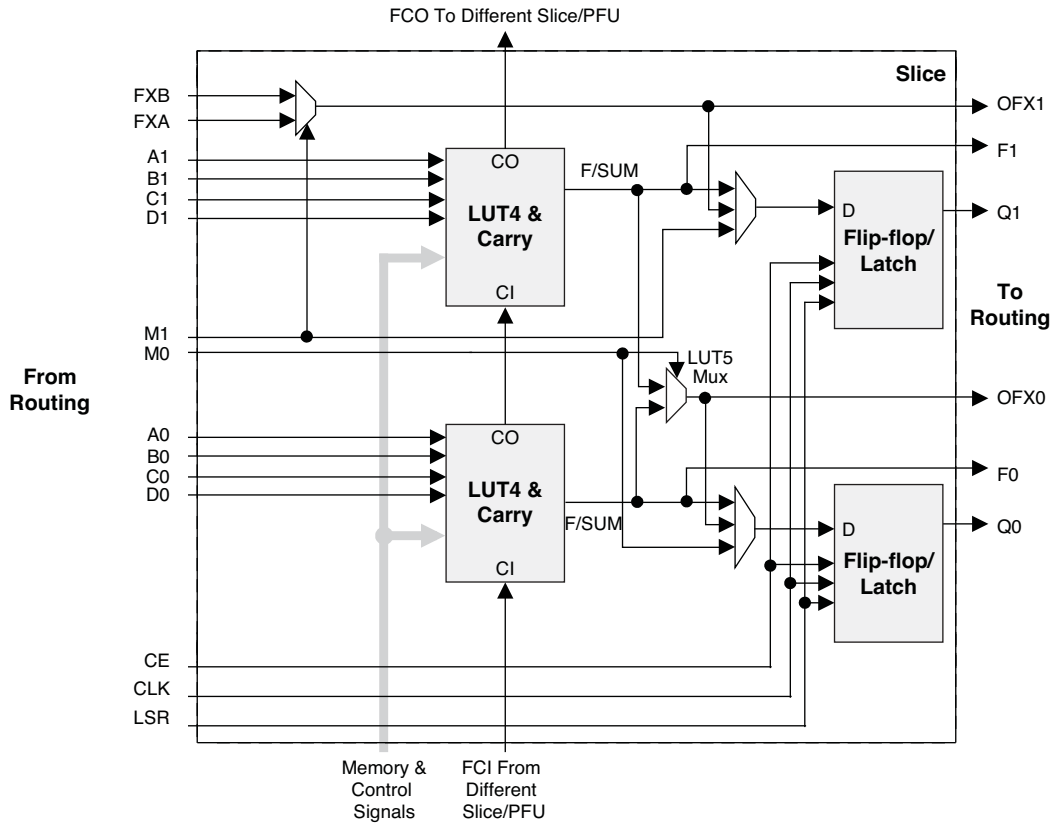 FCO To Different Slice/PFU
Slice
FXB
FXA
OFX1
F1
A1
B1
C1
D1
CO
LUT4 &
Carry
CI
F/SUM
D
Flip-flop/
Latch
Q1
To
Routing
M1
M0
From
Routing
LUT5
Mux
OFX0
A0
B0
C0
D0
CO
LUT4 &
Carry
CI
F/SUM
F0
D
Flip-flop/
Latch
Q0
CE
CLK
LSR
Memory &
Control
Signals
FCI From
Different
Slice/PFU